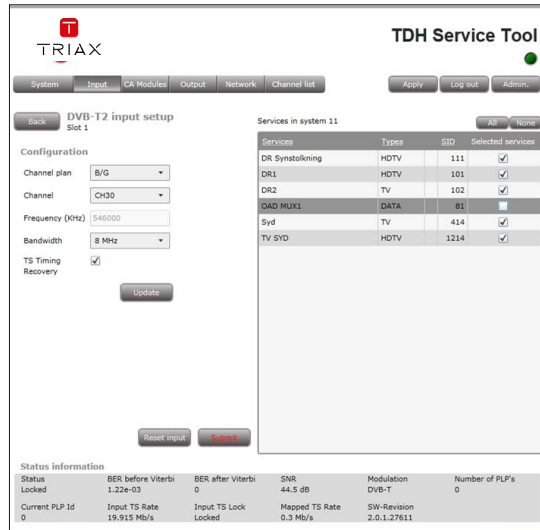 TRIAX
TDH Service Tool
System Input CA Modules Output Network Channel list Apply Log out Admin.
Back DVB-T2 input setup
Slot 1
Services in system 11 All None
Configuration
Services Types SID Selected services
Channel plan B/G
DR Synstolkning HDTV 111
DR1 HDTV 101
Channel CH30
DR2 TV 102
OAD MUX1 DATA 81
Frequency (KHz) 546000
Syd TV 414
Bandwidth 8 MHz
TV SYD HDTV 1214
TS Timing
Recovery
Update
Reset input Submit
Status information
Status BER before Viterbi BER after Viterbi SNR Modulation Number of PLP's
Locked 1.22e-03 0 44.5 dB DVB-T 0
Current PLP Id Input TS Rate Input TS Lock Mapped TS Rate SW-Revision
0 19.915 Mb/s Locked 0.3 Mb/s 2.0.1.27611